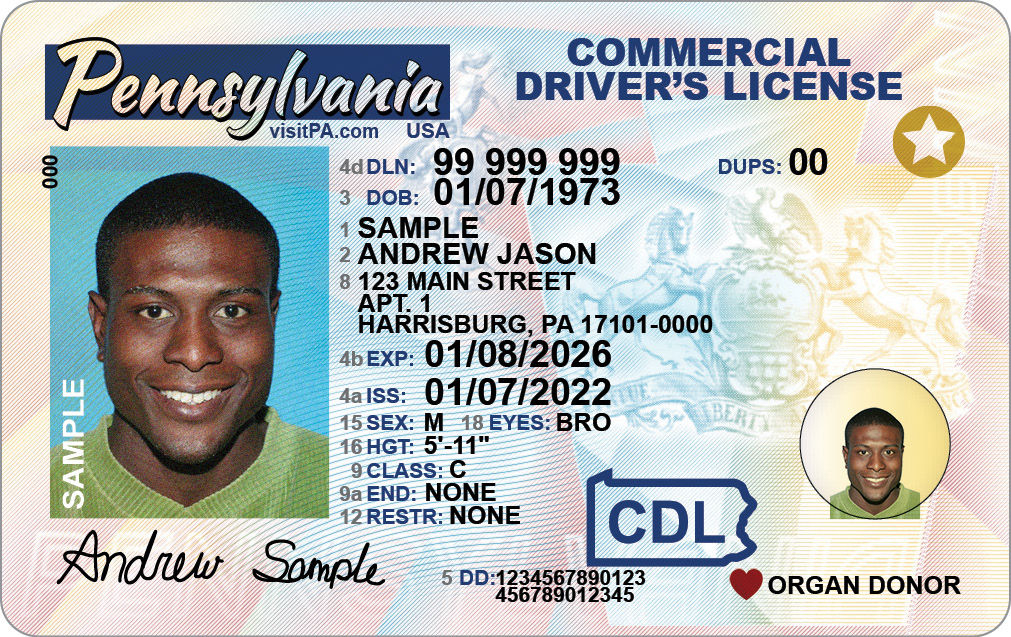 Pennsylvania
visitPA.com USA
COMMERCIAL
DRIVER'S LICENSE
000
SAMPLE
4d DLN: 99 999 999 DUPS: 00
3 DOB: 01/07/1973
1 SAMPLE
2 ANDREW JASON
8 123 MAIN STREET
APT. 1
HARRISBURG, PA 17101-0000
4b EXP: 01/08/2026
4a ISS: 01/07/2022
15 SEX: M 18 EYES: BRO
16 HGT: 5'-11"
9 CLASS: C
9a END: NONE
12 RESTR: NONE
LIBERTY
CDL
Andrew Sample
5 DD:1234567890123
456789012345
ORGAN DONOR